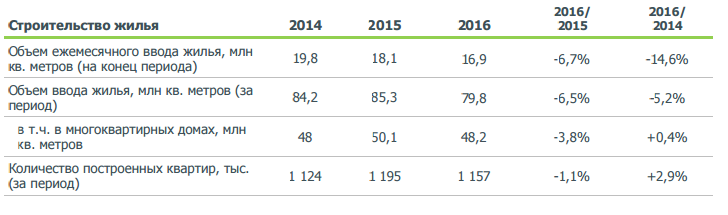 Строительство жилья 2014 2015 2016 2016/ 2015 2016/ 2014
Объем ежемесячного ввода жилья, млн
кв. метров (на конец периода) 19,8 18,1 16,9 -6,7% -14,6%
Объем ввода жилья, млн кв. метров (за
период) 84,2 85,3 79,8 -6,5% -5,2%
в т.ч. в многоквартирных домах, млн
кв. метров 48 50,1 48,2 -3,8% +0,4%
Количество построенных квартир, тыс.
(за период) 1 124 1 195 1 157 -1,1% +2,9%